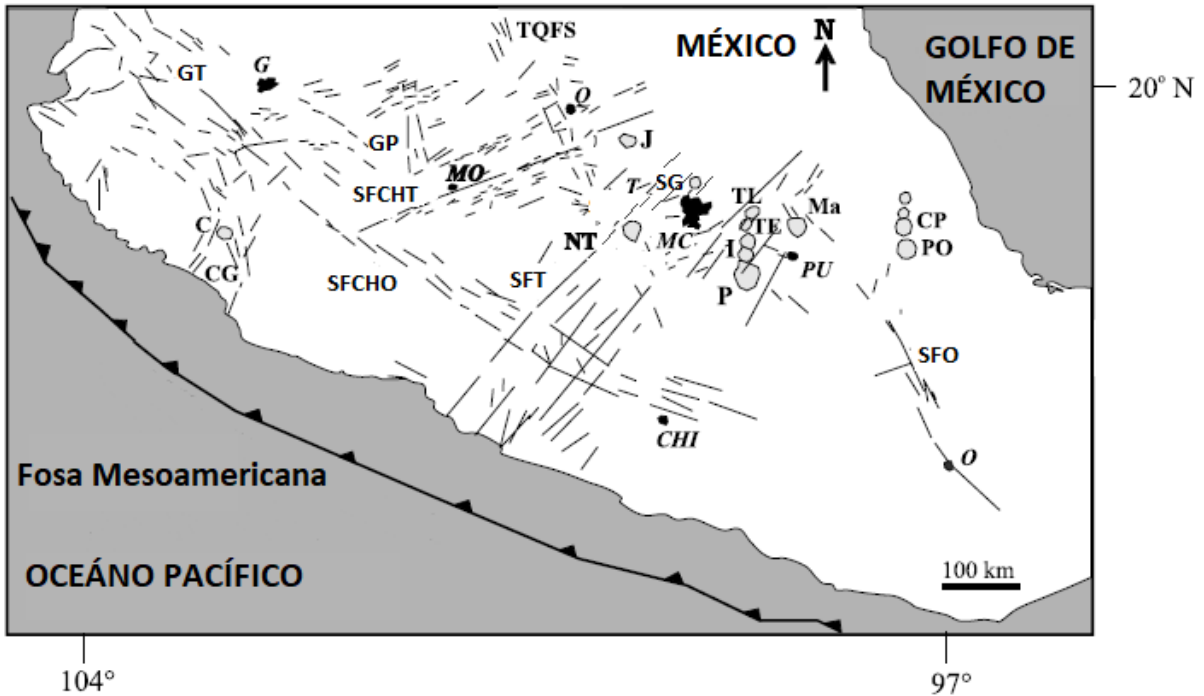 TQFS
MÉXICO
N
GOLFO DE
MÉXICO
20° N
GT
G
Q
GP
J
MO
SFCHT
T
SG
TL
TE
Ma
CP
PO
C
CG
NT
MC
I
PU
P
SFCHO
SFT
SFO
CHI
O
Fosa Mesoamericana
OCEÁNO PACÍFICO
100 km
104°
97°